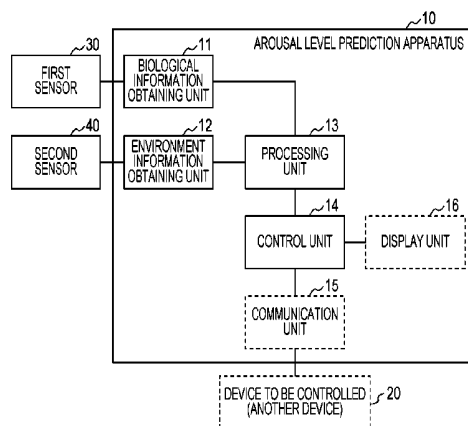 10
30
11
AROUSAL LEVEL PREDICTION APPARATUS
FIRST
SENSOR
BIOLOGICAL
INFORMATION
OBTAINING UNIT
40
12
13
SECOND
SENSOR
ENVIRONMENT
INFORMATION
OBTAINING UNIT
PROCESSING
UNIT
14
16
CONTROL UNIT
DISPLAY UNIT
15
COMMUNICATION
UNIT
DEVICE TO BE CONTROLLED
(ANOTHER DEVICE)
20